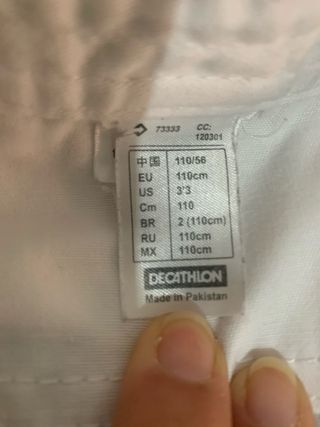 73333 CC:
120301
中国 110/56
EU 110cm
US 3'3
Cm 110
BR 2 (110cm)
RU 110cm
MX 110cm
DECATHLON
Made in Pakistan